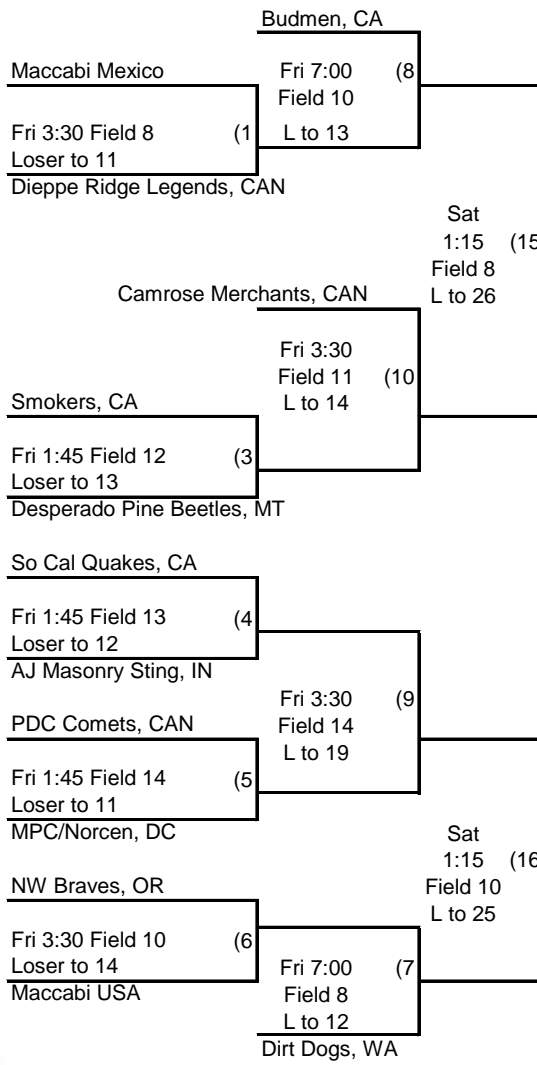 Budmen, CA
Maccabi Mexico
Fri 7:00 (8
Field 10
Fri 3:30 Field 8 (1
L to 13
Loser to 11
Dieppe Ridge Legends, CAN
Sat
1:15 (15
Field 8
L to 26
Camrose Merchants, CAN
Fri 3:30
Field 11 (10
L to 14
Smokers, CA
Fri 1:45 Field 12 (3
Loser to 13
Desperado Pine Beetles, MT
So Cal Quakes, CA
Fri 1:45 Field 13 (4
Loser to 12
AJ Masonry Sting, IN
Fri 3:30 (9
Field 14
L to 19
PDC Comets, CAN
Fri 1:45 Field 14 (5
Loser to 11
MPC/Norcen, DC
Sat
1:15 (16
Field 10
L to 25
NW Braves, OR
Fri 3:30 Field 10 (6
Loser to 14
Maccabi USA
Fri 7:00 (7
Field 8
L to 12
Dirt Dogs, WA